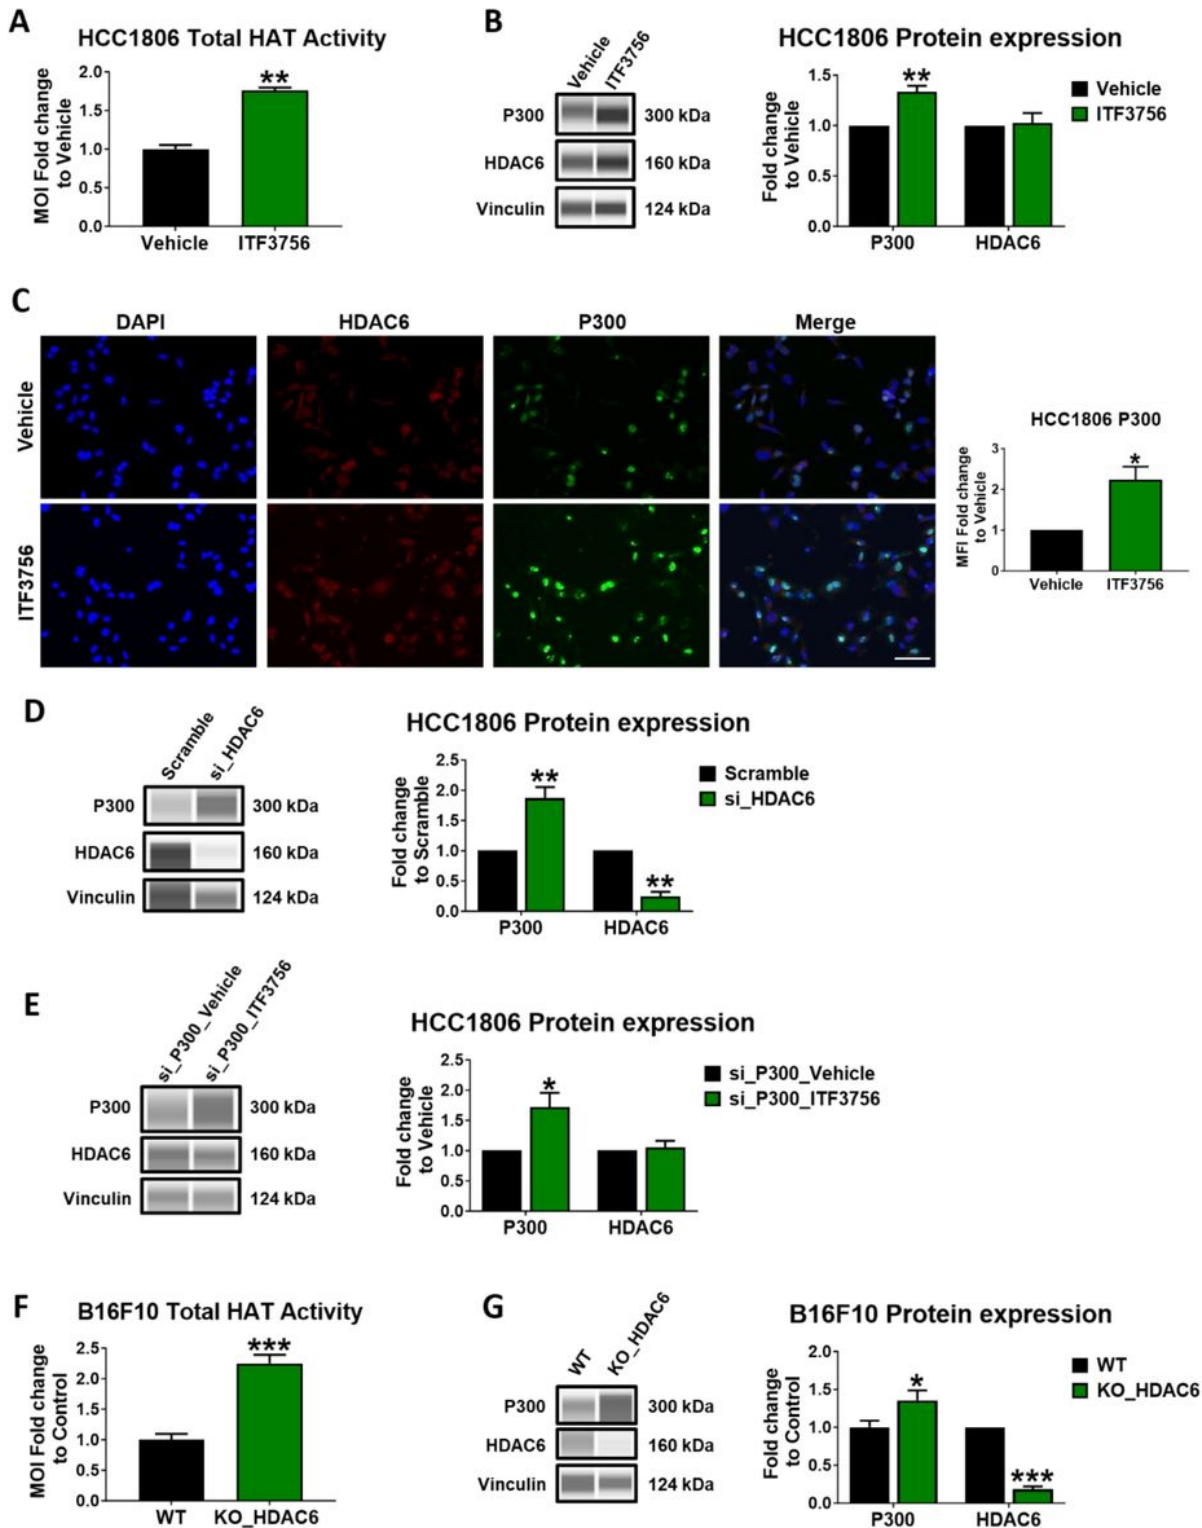 A
HCC1806 Total HAT Activity
MOI Fold change
to Vehicle
2.0
1.5
1.0
0.5
0.0
**
Vehicle ITF3756
B
Vehicle
ITF3756
P300 300 kDa
HDAC6 160 kDa
Vinculin 124 kDa
HCC1806 Protein expression
Fold change
to Vehicle
1.5
1.0
0.5
0.0
**
P300 HDAC6
Vehicle
ITF3756
C
DAPI HDAC6 P300 Merge
Vehicle
ITF3756
HCC1806 P300
MFI Fold change
to Vehicle
3
2
1
0
*
Vehicle ITF3756
D
Scramble
si_HDAC6
P300 300 kDa
HDAC6 160 kDa
Vinculin 124 kDa
HCC1806 Protein expression
Fold change
to Scramble
2.5
2.0
1.5
1.0
0.5
0.0
**
**
P300 HDAC6
Scramble
si_HDAC6
E
si_P300_Vehicle
si_P300_ITF3756
P300 300 kDa
HDAC6 160 kDa
Vinculin 124 kDa
HCC1806 Protein expression
Fold change
to Vehicle
2.5
2.0
1.5
1.0
0.5
0.0
*
P300 HDAC6
si_P300_Vehicle
si_P300_ITF3756
F
B16F10 Total HAT Activity
MOI Fold change
to Control
2.5
2.0
1.5
1.0
0.5
0.0
***
WT KO_HDAC6
G
WT
KO_HDAC6
P300 300 kDa
HDAC6 160 kDa
Vinculin 124 kDa
B16F10 Protein expression
Fold change
to Control
2.0
1.5
1.0
0.5
0.0
*
***
P300 HDAC6
WT
KO_HDAC6